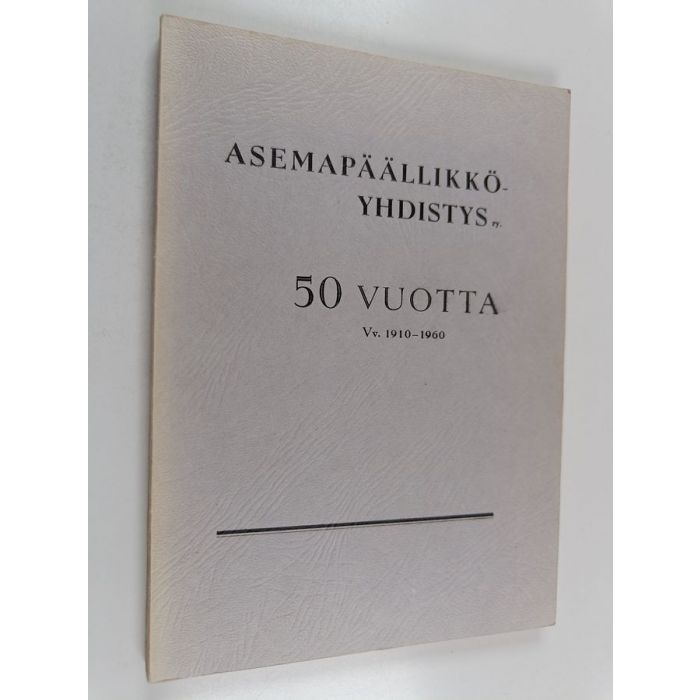 ASEMAPÄÄLLIKKÖ-
YHDISTYS ry.
50 VUOTTA
Vv. 1910–1960